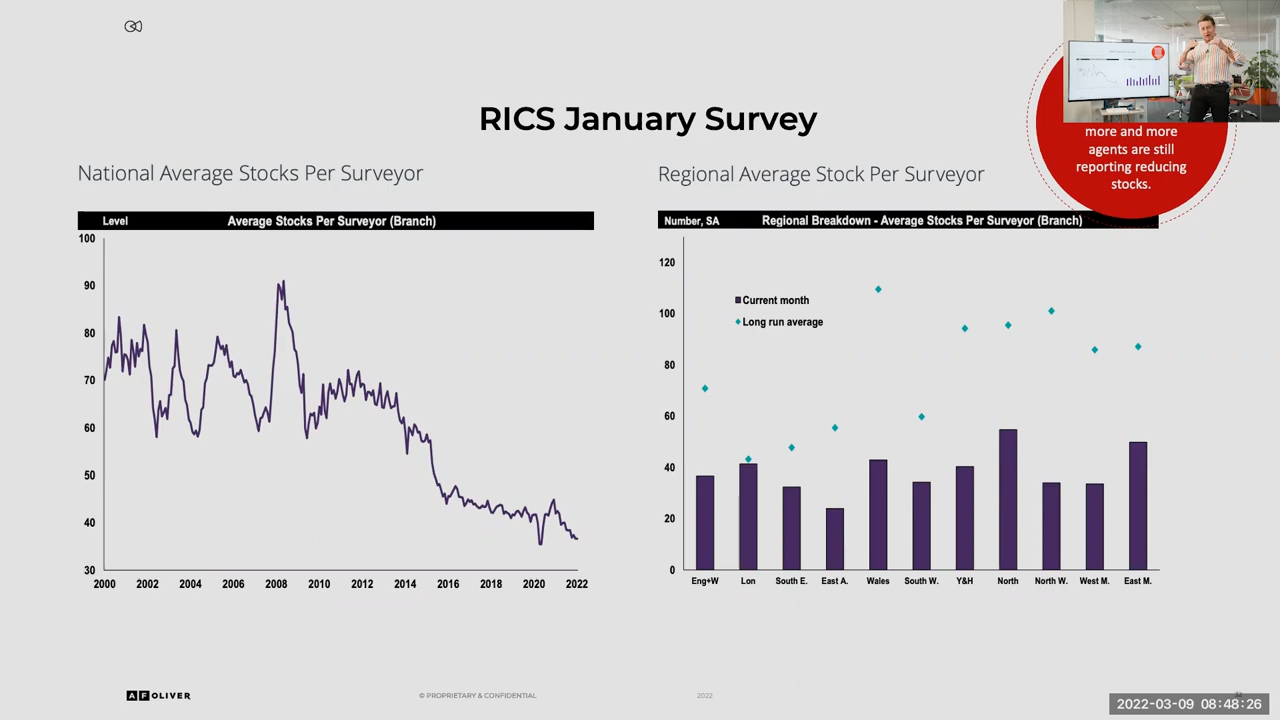 RICS January Survey
more and more
agents are still
reporting reducing
stocks.
National Average Stocks Per Surveyor
Level
Average Stocks Per Surveyor (Branch)
100
90
80
70
60
50
40
30
2000 2002 2004 2006 2008 2010 2012 2014 2016 2018 2020 2022
Regional Average Stock Per Surveyor
Number, SA
Regional Breakdown - Average Stocks Per Surveyor (Branch)
120
100
80
60
40
20
0
Current month
Long run average
Eng+W Lon South E. East A. Wales South W. Y&H North North W. West M. East M.
AF OLIVER
© PROPRIETARY & CONFIDENTIAL
2022
2022-03-09 08:48:26